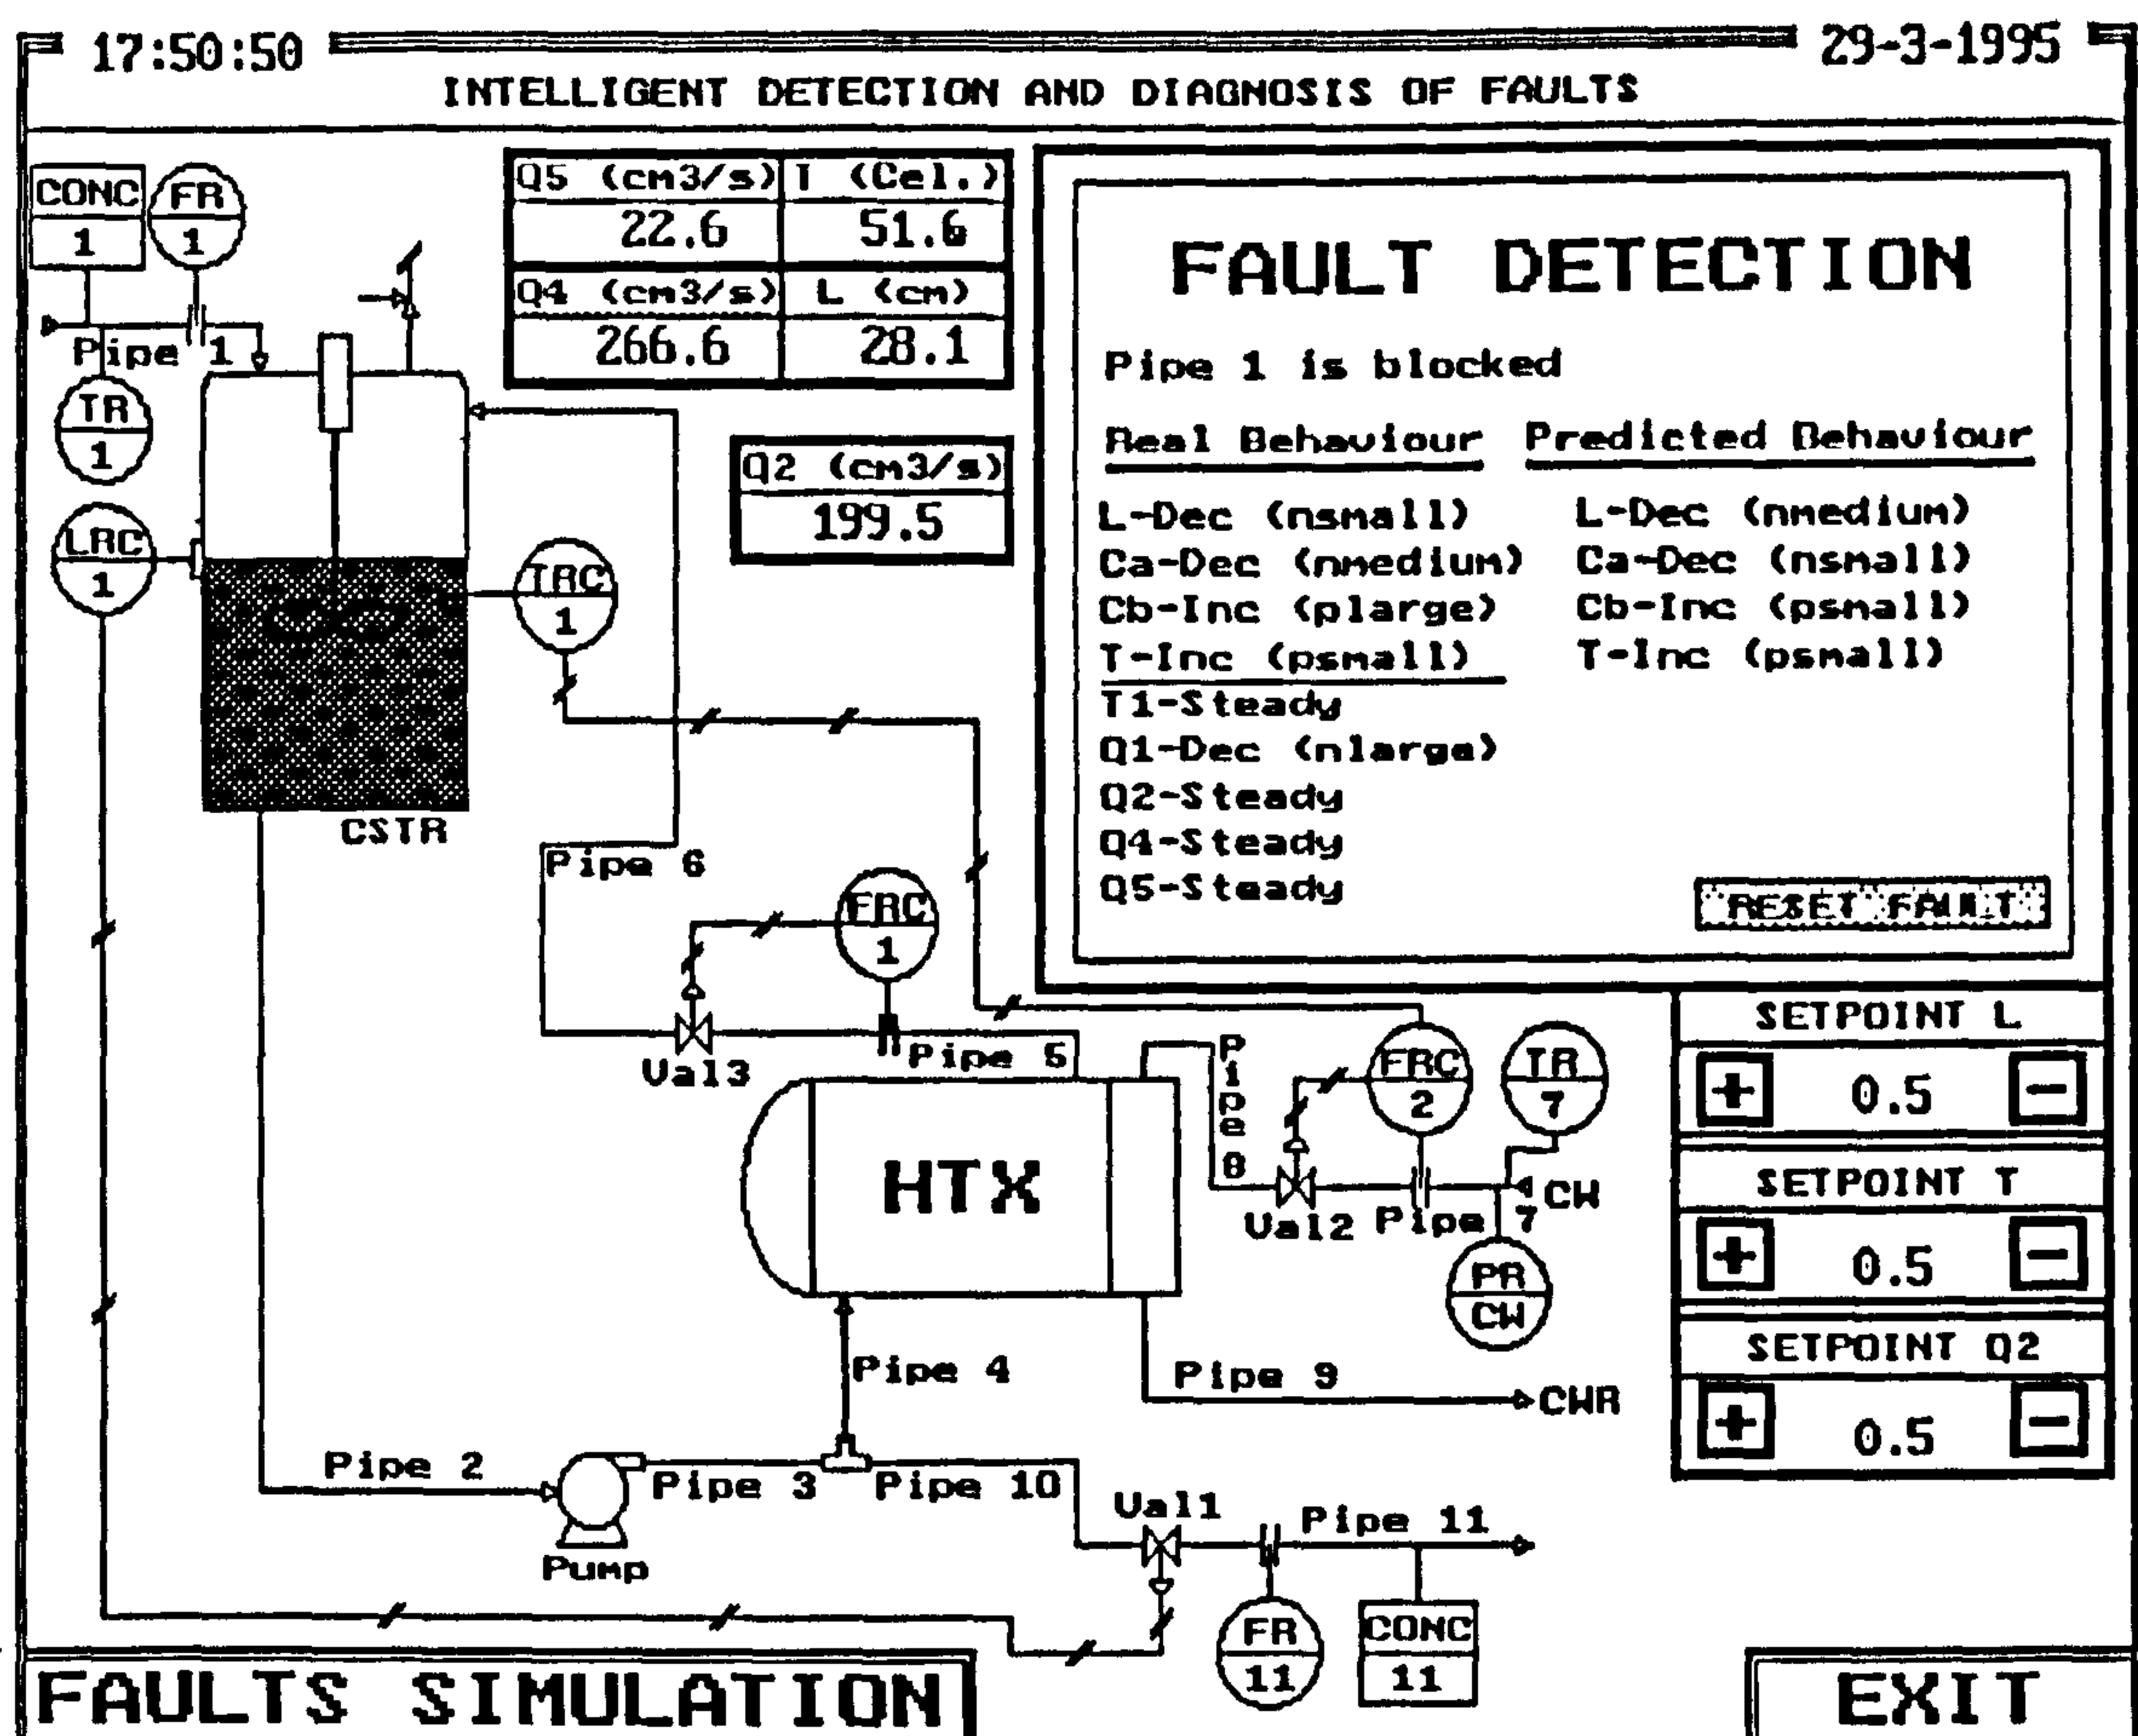 17:50:50
29-3-1995
INTELLIGENT DETECTION AND DIAGNOSIS OF FAULTS
CONC 1
FR 1
Pipe 1
TR 1
LRC 1
TRC 1
CSTR
Q5 (cm3/s) T (Cel.)
22.6 51.6
Q4 (cm3/s) L (cm)
266.6 28.1
Q2 (cm3/s)
199.5
FAULT DETECTION
Pipe 1 is blocked
Real Behaviour Predicted Behaviour
L-Dec (nsmall) L-Dec (nmedium)
Ca-Dec (nmedium) Ca-Dec (nsmall)
Cb-Inc (plarge) Cb-Inc (psmall)
T-Inc (psmall) T-Inc (psmall)
T1-Steady
Q1-Dec (nlarge)
Q2-Steady
Q4-Steady
Q5-Steady
RESET FAULT
Pipe 6
FRC 1
Val3
Pipe 5
HTX
Pipe 8
FRC 2
TR 7
Val2
Pipe 7
CW
PR CW
Pipe 4
Pipe 9
CWR
SETPOINT L
+ 0.5 -
SETPOINT T
+ 0.5 -
SETPOINT Q2
+ 0.5 -
Pipe 2
Pipe 3
Pipe 10
Pump
Val1
Pipe 11
FR 11
CONC 11
FAULTS SIMULATION
EXIT